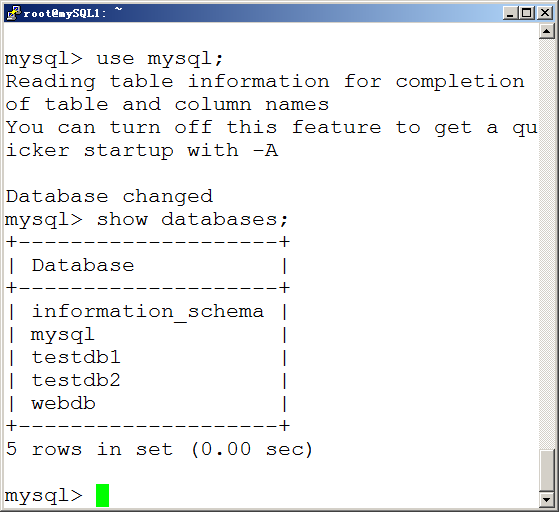 root@mySQL1: ~
mysql> use mysql;
Reading table information for completion
of table and column names
You can turn off this feature to get a qu
icker startup with -A
Database changed
mysql> show databases;
+--------------------+
| Database           |
+--------------------+
| information_schema |
| mysql              |
| testdb1            |
| testdb2            |
| webdb              |
+--------------------+
5 rows in set (0.00 sec)
mysql>